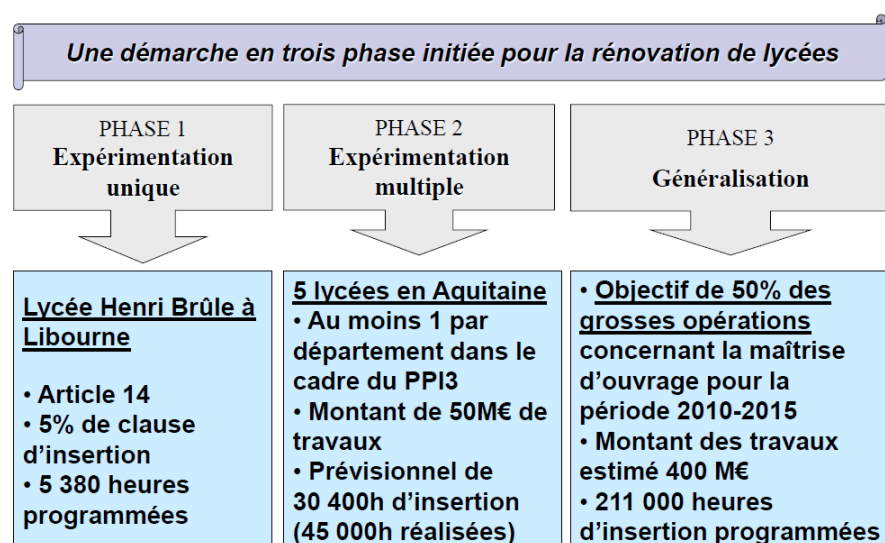 Une démarche en trois phase initiée pour la rénovation de lycées
PHASE 1
Expérimentation
unique
PHASE 2
Expérimentation
multiple
PHASE 3
Généralisation
Lycée Henri Brûle à
Libourne
• Article 14
• 5% de clause
d'insertion
• 5 380 heures
programmées
5 lycées en Aquitaine
• Au moins 1 par
département dans le
cadre du PPI3
• Montant de 50M€ de
travaux
• Prévisionnel de
30 400h d'insertion
(45 000h réalisées)
• Objectif de 50% des
grosses opérations
concernant la maîtrise
d'ouvrage pour la
période 2010-2015
• Montant des travaux
estimé 400 M€
• 211 000 heures
d'insertion programmées